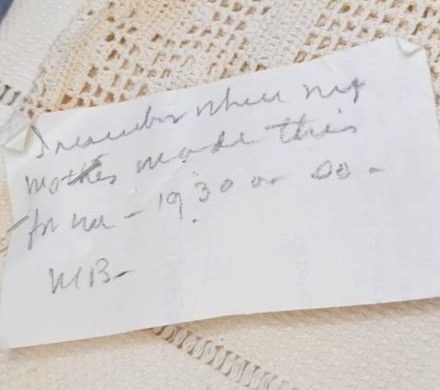 I remember when my
mother made this
for me - 1930 or so -
MB-